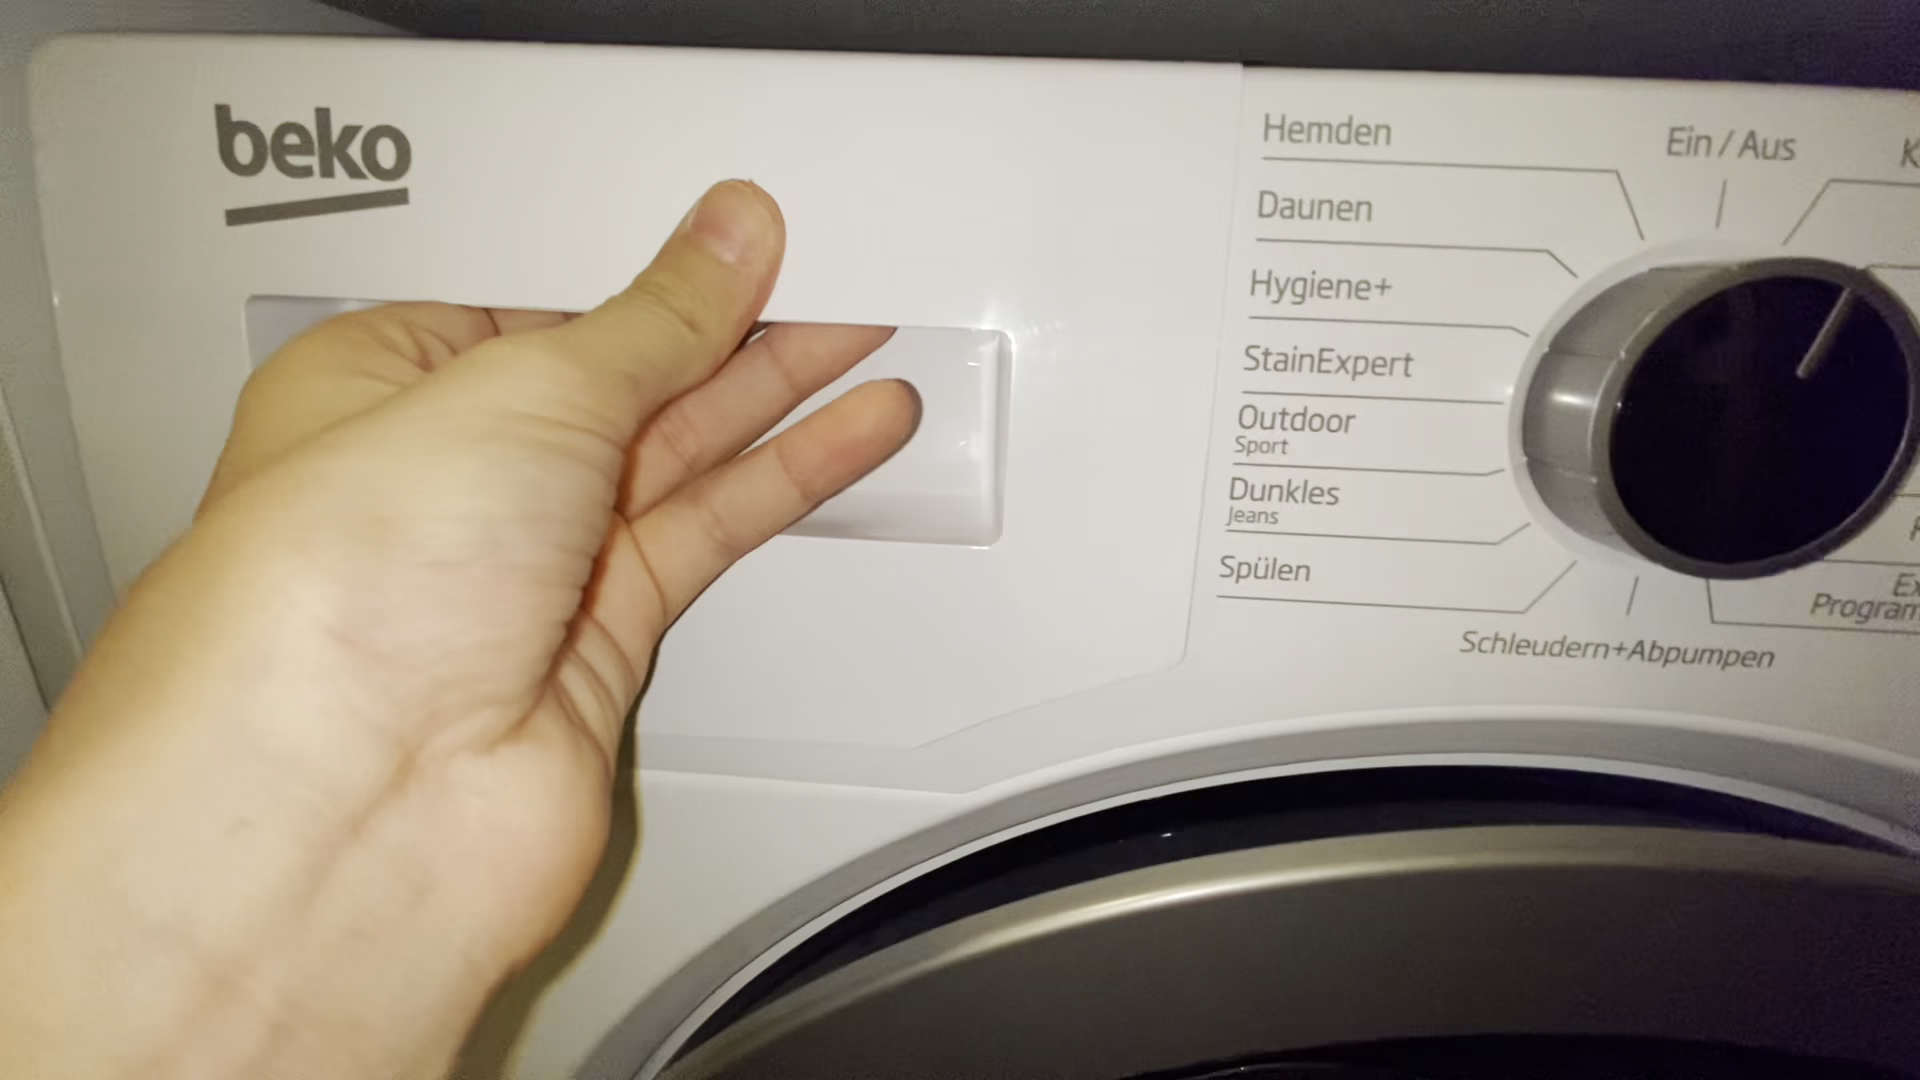 beko
Hemden
Daunen
Hygiene+
StainExpert
Outdoor
Sport
Dunkles
Jeans
Spülen
Ein / Aus
Schleudern+Abpumpen